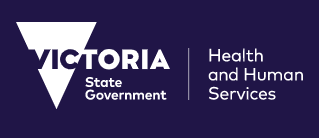 VICTORIA
State
Government
Health
and Human
Services